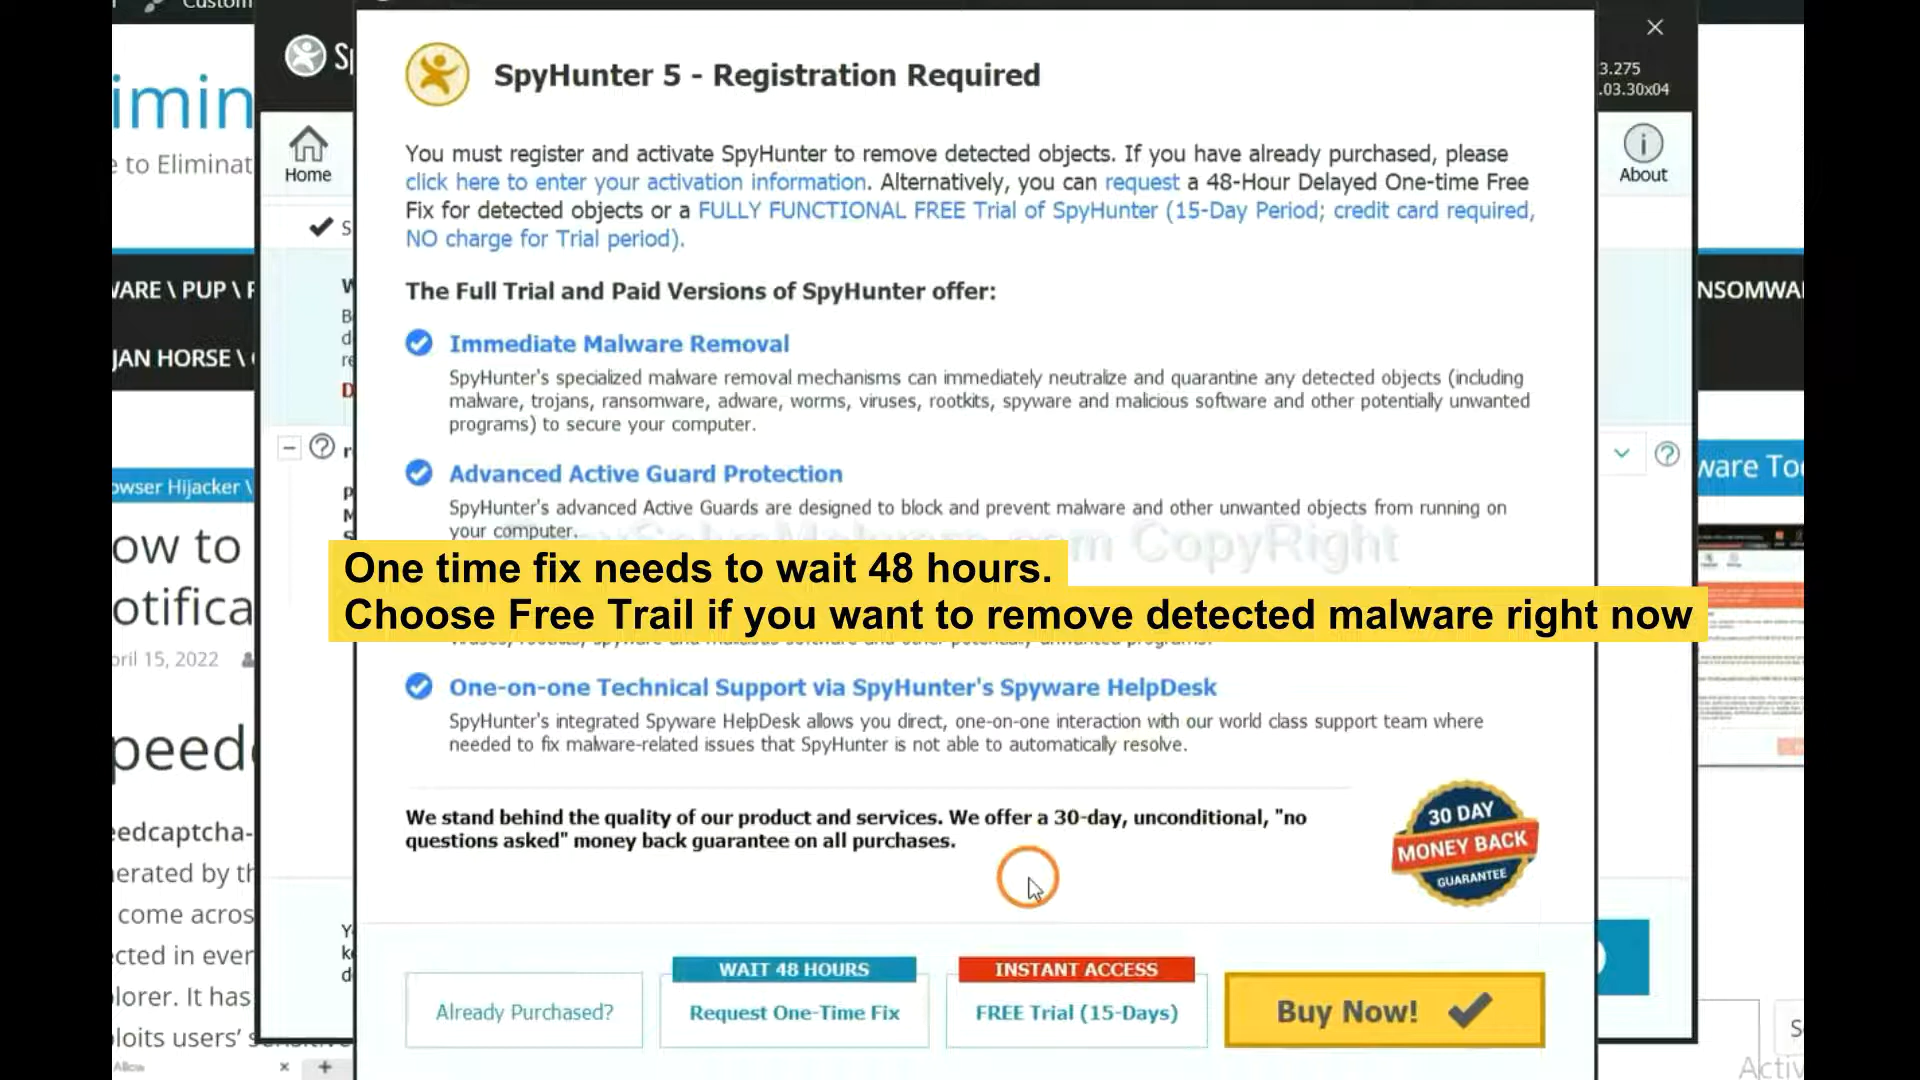 Custom
Sp
SpyHunter 5 - Registration Required
3.275
.03.30x04
imin
e to Eliminat
Home
About
You must register and activate SpyHunter to remove detected objects. If you have already purchased, please
click here to enter your activation information. Alternatively, you can request a 48-Hour Delayed One-time Free
Fix for detected objects or a FULLY FUNCTIONAL FREE Trial of SpyHunter (15-Day Period; credit card required,
NO charge for Trial period).
The Full Trial and Paid Versions of SpyHunter offer:
WARE \ PUP \
NSOMWA
JAN HORSE \
Immediate Malware Removal
SpyHunter's specialized malware removal mechanisms can immediately neutralize and quarantine any detected objects (including
malware, trojans, ransomware, adware, worms, viruses, rootkits, spyware and malicious software and other potentially unwanted
programs) to secure your computer.
Advanced Active Guard Protection
SpyHunter's advanced Active Guards are designed to block and prevent malware and other unwanted objects from running on
your computer.
owser Hijacker \
ware Too
CopyRight
One time fix needs to wait 48 hours.
Choose Free Trail if you want to remove detected malware right now
ow to
otifica
pril 15, 2022
One-on-one Technical Support via SpyHunter's Spyware HelpDesk
SpyHunter's integrated Spyware HelpDesk allows you direct, one-on-one interaction with our world class support team where
needed to fix malware-related issues that SpyHunter is not able to automatically resolve.
peed
We stand behind the quality of our product and services. We offer a 30-day, unconditional, "no
questions asked" money back guarantee on all purchases.
30 DAY
MONEY BACK
GUARANTEE
eedcaptcha-
nerated by th
come acros
cted in ever
lorer. It has
ploits users' sensitive
WAIT 48 HOURS
INSTANT ACCESS
Already Purchased?
Request One-Time Fix
FREE Trial (15-Days)
Buy Now!
Allow
Activ